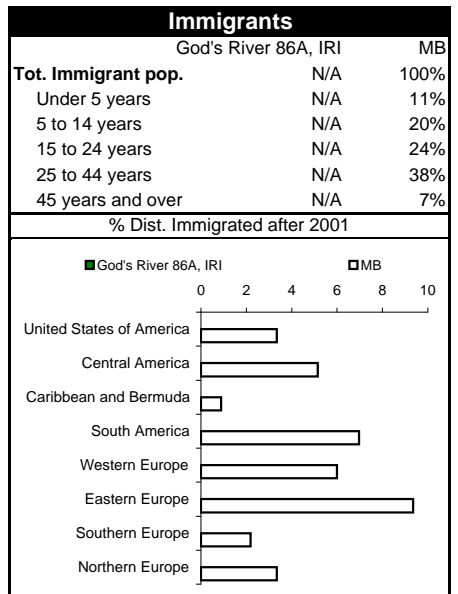 Immigrants
God's River 86A, IRI MB
Tot. Immigrant pop. N/A 100%
Under 5 years N/A 11%
5 to 14 years N/A 20%
15 to 24 years N/A 24%
25 to 44 years N/A 38%
45 years and over N/A 7%
% Dist. Immigrated after 2001
God's River 86A, IRI MB
0 2 4 6 8 10
United States of America
Central America
Caribbean and Bermuda
South America
Western Europe
Eastern Europe
Southern Europe
Northern Europe